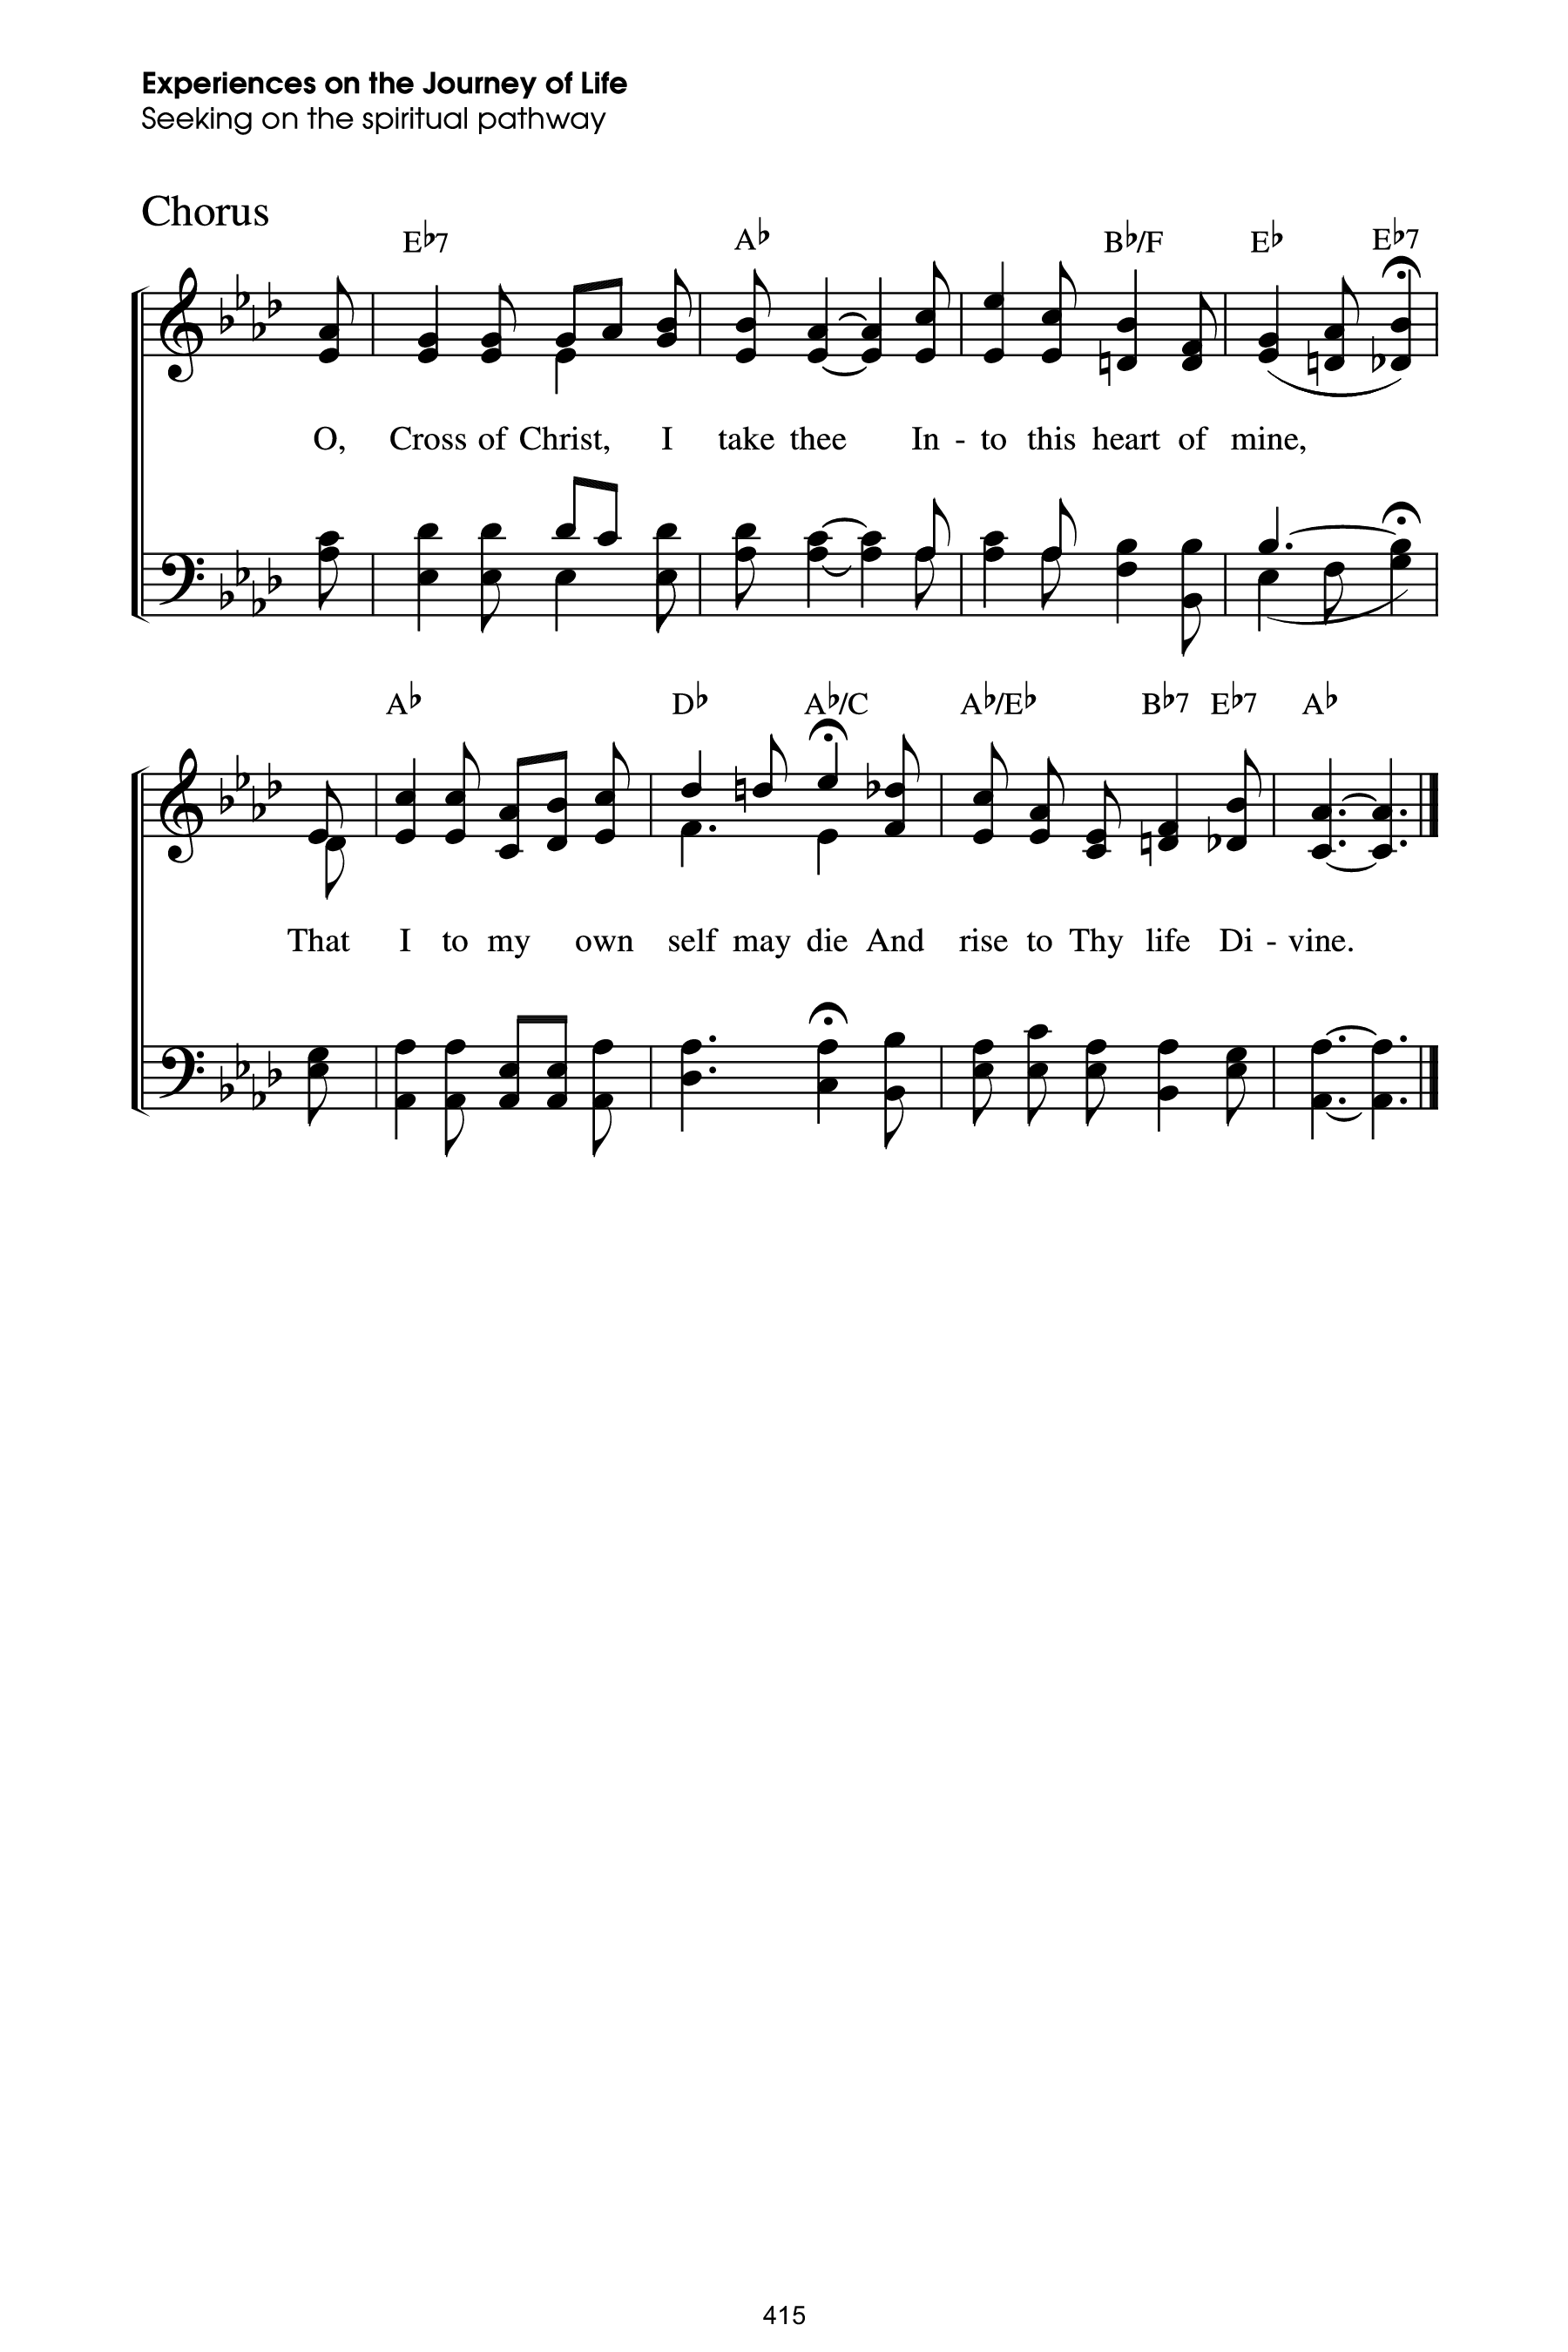 Experiences on the Journey of Life
Seeking on the spiritual pathway
Chorus
E♭7 A♭ B♭/F E♭ E♭7
O, Cross of Christ, I take thee In - to this heart of mine,
A♭ D♭ A♭/C A♭/E♭ B♭7 E♭7 A♭
That I to my own self may die And rise to Thy life Di - vine.
415